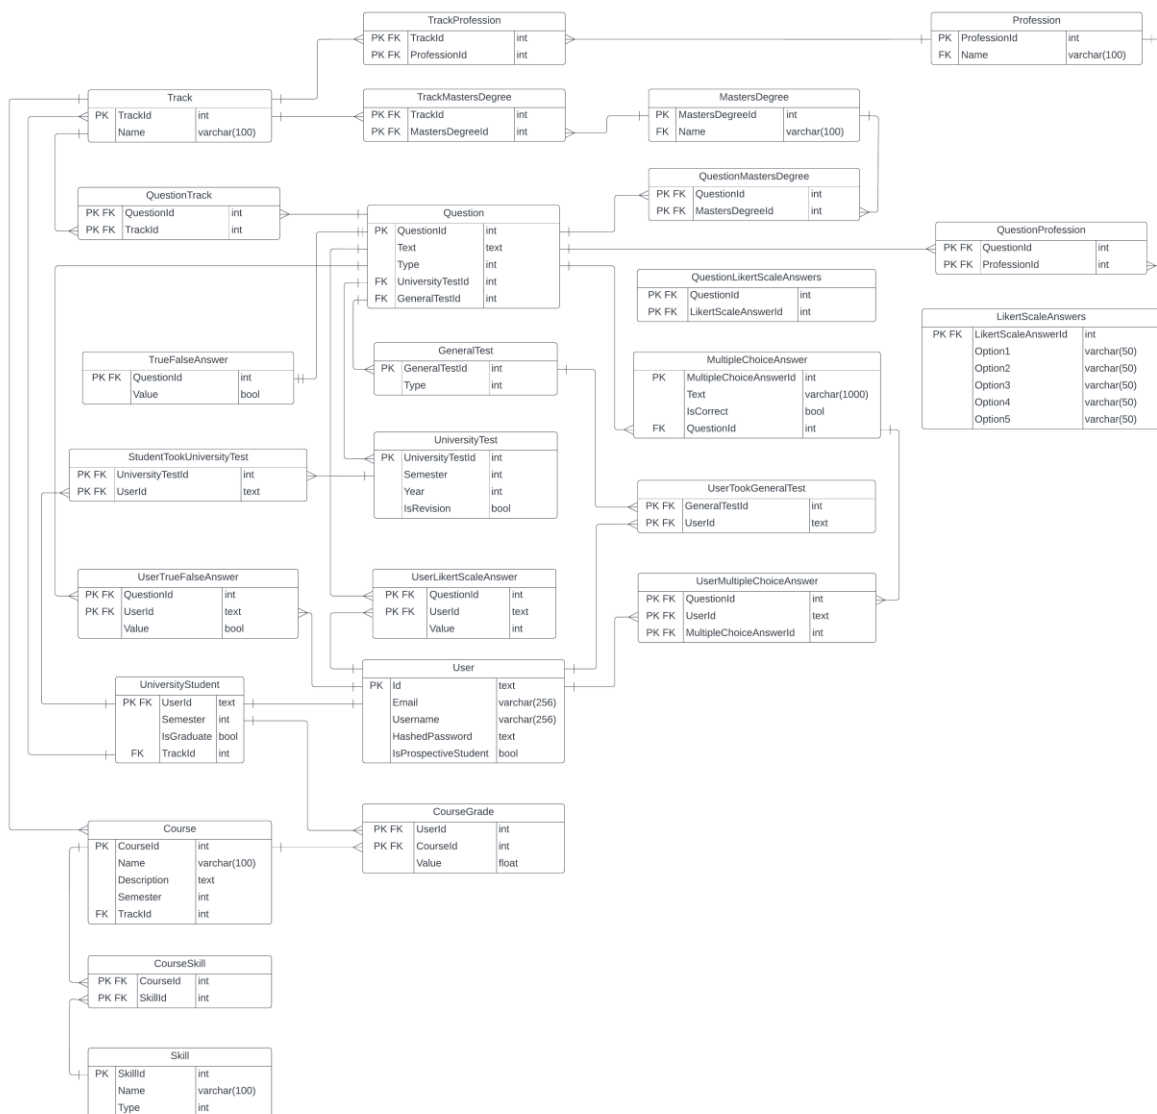 TrackProfession
PK FK TrackId int
PK FK ProfessionId int
Profession
PK ProfessionId int
FK Name varchar(100)
Track
PK TrackId int
Name varchar(100)
TrackMastersDegree
PK FK TrackId int
PK FK MastersDegreeId int
MastersDegree
PK MastersDegreeId int
FK Name varchar(100)
QuestionTrack
PK FK QuestionId int
PK FK TrackId int
Question
PK QuestionId int
Text text
Type int
FK UniversityTestId int
FK GeneralTestId int
QuestionMastersDegree
PK FK QuestionId int
PK FK MastersDegreeId int
QuestionProfession
PK FK QuestionId int
PK FK ProfessionId int
QuestionLikertScaleAnswers
PK FK QuestionId int
PK FK LikertScaleAnswerId int
LikertScaleAnswers
PK FK LikertScaleAnswerId int
Option1 varchar(50)
Option2 varchar(50)
Option3 varchar(50)
Option4 varchar(50)
Option5 varchar(50)
TrueFalseAnswer
PK FK QuestionId int
Value bool
GeneralTest
PK GeneralTestId int
Type int
MultipleChoiceAnswer
PK MultipleChoiceAnswerId int
Text varchar(1000)
IsCorrect bool
FK QuestionId int
StudentTookUniversityTest
PK FK UniversityTestId int
PK FK UserId text
UniversityTest
PK UniversityTestId int
Semester int
Year int
IsRevision bool
UserTookGeneralTest
PK FK GeneralTestId int
PK FK UserId text
UserTrueFalseAnswer
PK FK QuestionId int
PK FK UserId text
Value bool
UserLikertScaleAnswer
PK FK QuestionId int
PK FK UserId text
Value int
UserMultipleChoiceAnswer
PK FK QuestionId int
PK FK UserId text
PK FK MultipleChoiceAnswerId int
UniversityStudent
PK FK UserId text
Semester int
IsGraduate bool
FK TrackId int
User
PK Id text
Email varchar(256)
Username varchar(256)
HashedPassword text
IsProspectiveStudent bool
Course
PK CourseId int
Name varchar(100)
Description text
Semester int
FK TrackId int
CourseGrade
PK FK UserId int
PK FK CourseId int
Value float
CourseSkill
PK FK CourseId int
PK FK SkillId int
Skill
PK SkillId int
Name varchar(100)
Type int